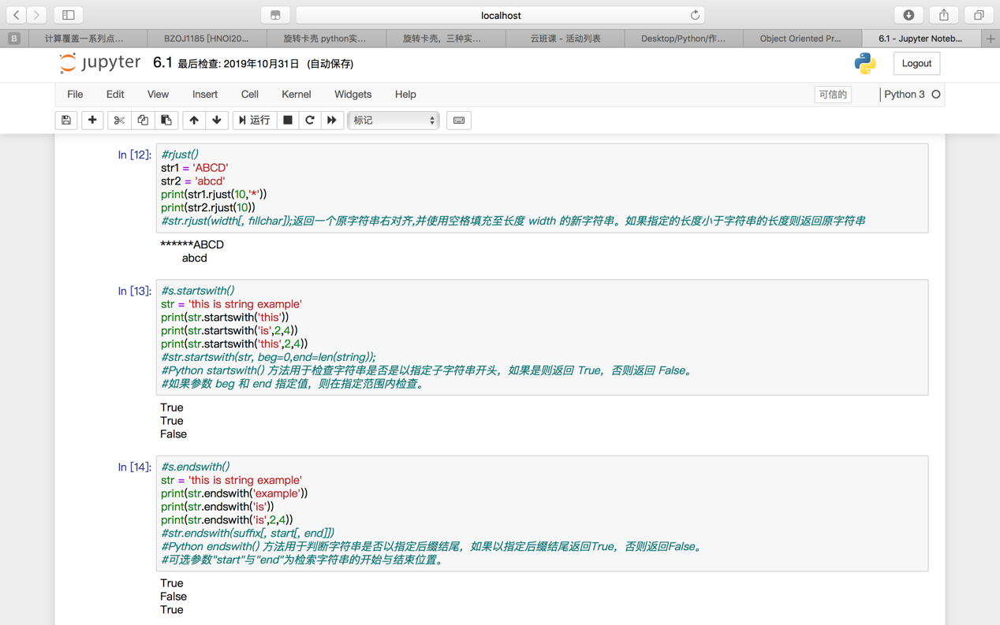 localhost
B
计算覆盖一系列点...
BZOJ1185 [HNOI20...
旋转卡壳 python实...
旋转卡壳，三种实...
云班课 - 活动列表
Desktop/Python/作...
Object Oriented Pr...
6.1 - Jupyter Noteb...
jupyter 6.1 最后检查: 2019年10月31日 (自动保存)
Logout
File Edit View Insert Cell Kernel Widgets Help
可信的
Python 3
运行
标记
In [12]:
#rjust()
str1 = 'ABCD'
str2 = 'abcd'
print(str1.rjust(10,'*'))
print(str2.rjust(10))
#str.rjust(width[, fillchar]);返回一个原字符串右对齐,并使用空格填充至长度 width 的新字符串。如果指定的长度小于字符串的长度则返回原字符串
******ABCD
abcd
In [13]:
#s.startswith()
str = 'this is string example'
print(str.startswith('this'))
print(str.startswith('is',2,4))
print(str.startswith('this',2,4))
#str.startswith(str, beg=0,end=len(string));
#Python startswith() 方法用于检查字符串是否是以指定子字符串开头，如果是则返回 True，否则返回 False。
#如果参数 beg 和 end 指定值，则在指定范围内检查。
True
True
False
In [14]:
#s.endswith()
str = 'this is string example'
print(str.endswith('example'))
print(str.endswith('is'))
print(str.endswith('is',2,4))
#str.endswith(suffix[, start[, end]])
#Python endswith() 方法用于判断字符串是否以指定后缀结尾，如果以指定后缀结尾返回True，否则返回False。
#可选参数"start"与"end"为检索字符串的开始与结束位置。
True
False
True